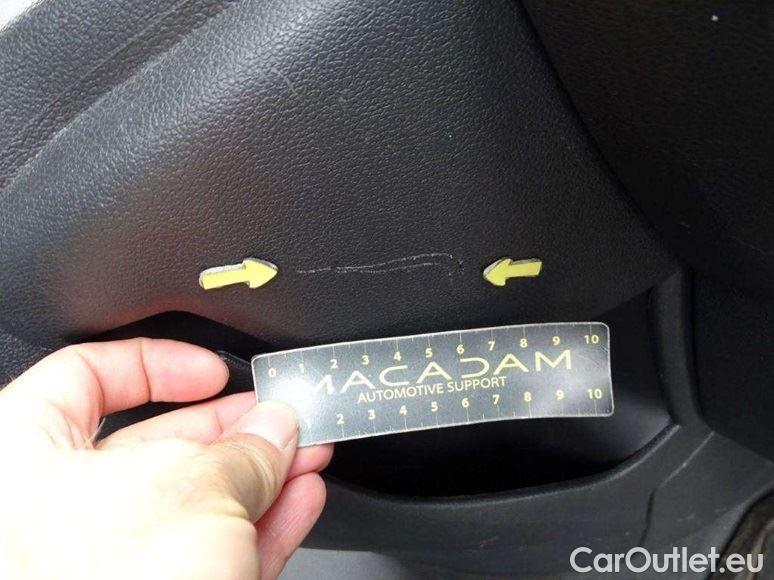 0 1 2 3 4 5 6 7 8 9 10
MACADAM
AUTOMOTIVE SUPPORT
2 3 4 5 6 7 8 9 10
CarOutlet.eu